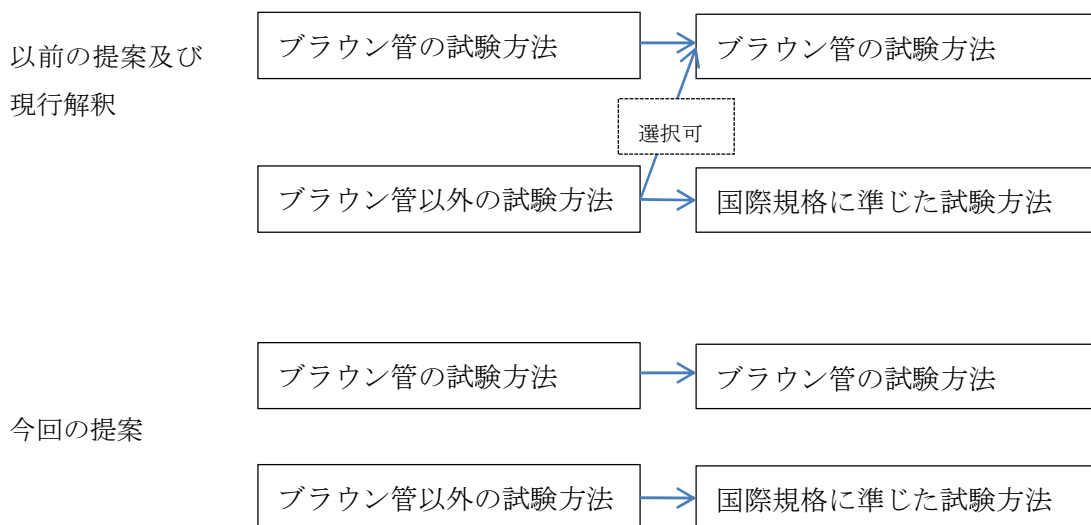 以前の提案及び
現行解釈
ブラウン管の試験方法
ブラウン管の試験方法
選択可
ブラウン管以外の試験方法
国際規格に準じた試験方法
今回の提案
ブラウン管の試験方法
ブラウン管の試験方法
ブラウン管以外の試験方法
国際規格に準じた試験方法